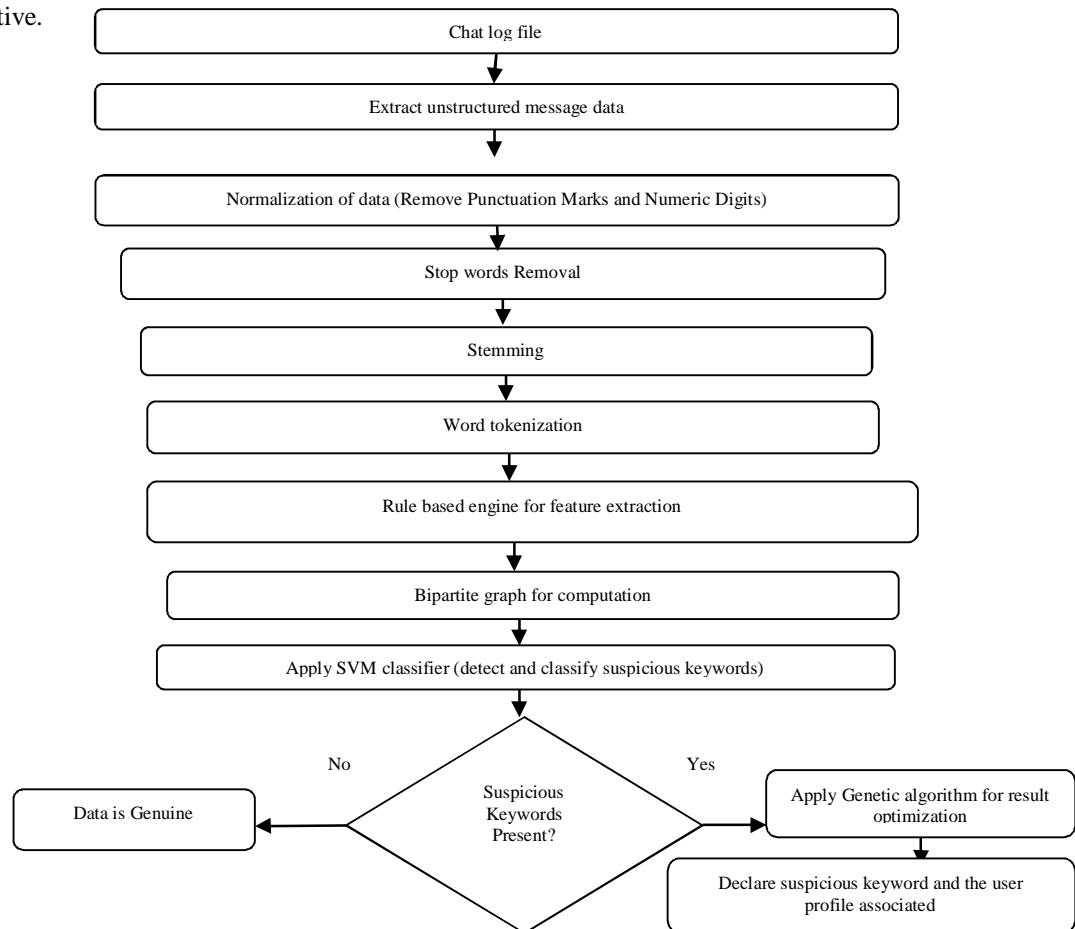 tive.
Chat log file
Extract unstructured message data
Normalization of data (Remove Punctuation Marks and Numeric Digits)
Stop words Removal
Stemming
Word tokenization
Rule based engine for feature extraction
Bipartite graph for computation
Apply SVM classifier (detect and classify suspicious keywords)
No
Yes
Suspicious
Keywords
Present?
Data is Genuine
Apply Genetic algorithm for result
optimization
Declare suspicious keyword and the user
profile associated